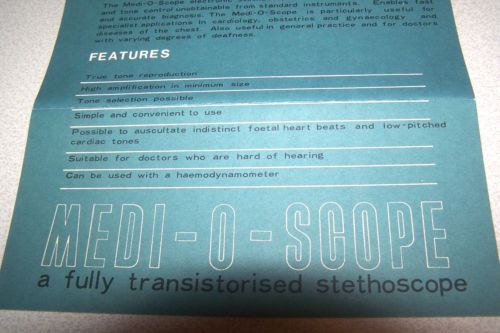 The Medi-O-Scope electronic
and tone control unobtainable from standard instruments. Enables fast
and accurate biagnosis. The Medi-O-Scope is particularly useful for
specialist applications in cardiology, obstetrics and gynaecology and
diseases of the chest. Also useful in general practice and for doctors
with varying degrees of deafness.
FEATURES
True tone reproduction
High amplification in minimum size
Tone selection possible
Simple and convenient to use
Possible to auscultate indistinct foetal heart beats and low-pitched
cardiac tones
Suitable for doctors who are hard of hearing
Can be used with a haemodynamometer
MEDI-O-SCOPE
a fully transistorised stethoscope